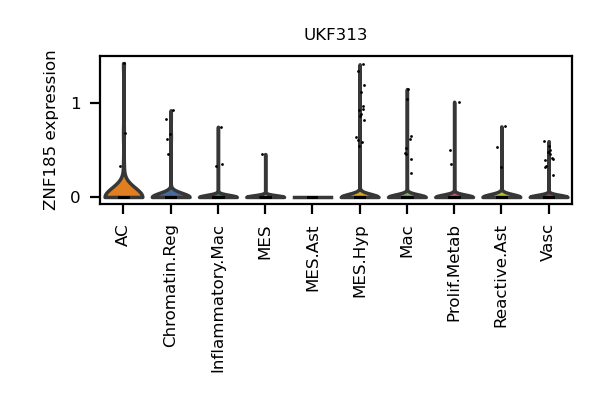 UKF313
ZNF185 expression
1
0
AC
Chromatin.Reg
Inflammatory.Mac
MES
MES.Ast
MES.Hyp
Mac
Prolif.Metab
Reactive.Ast
Vasc